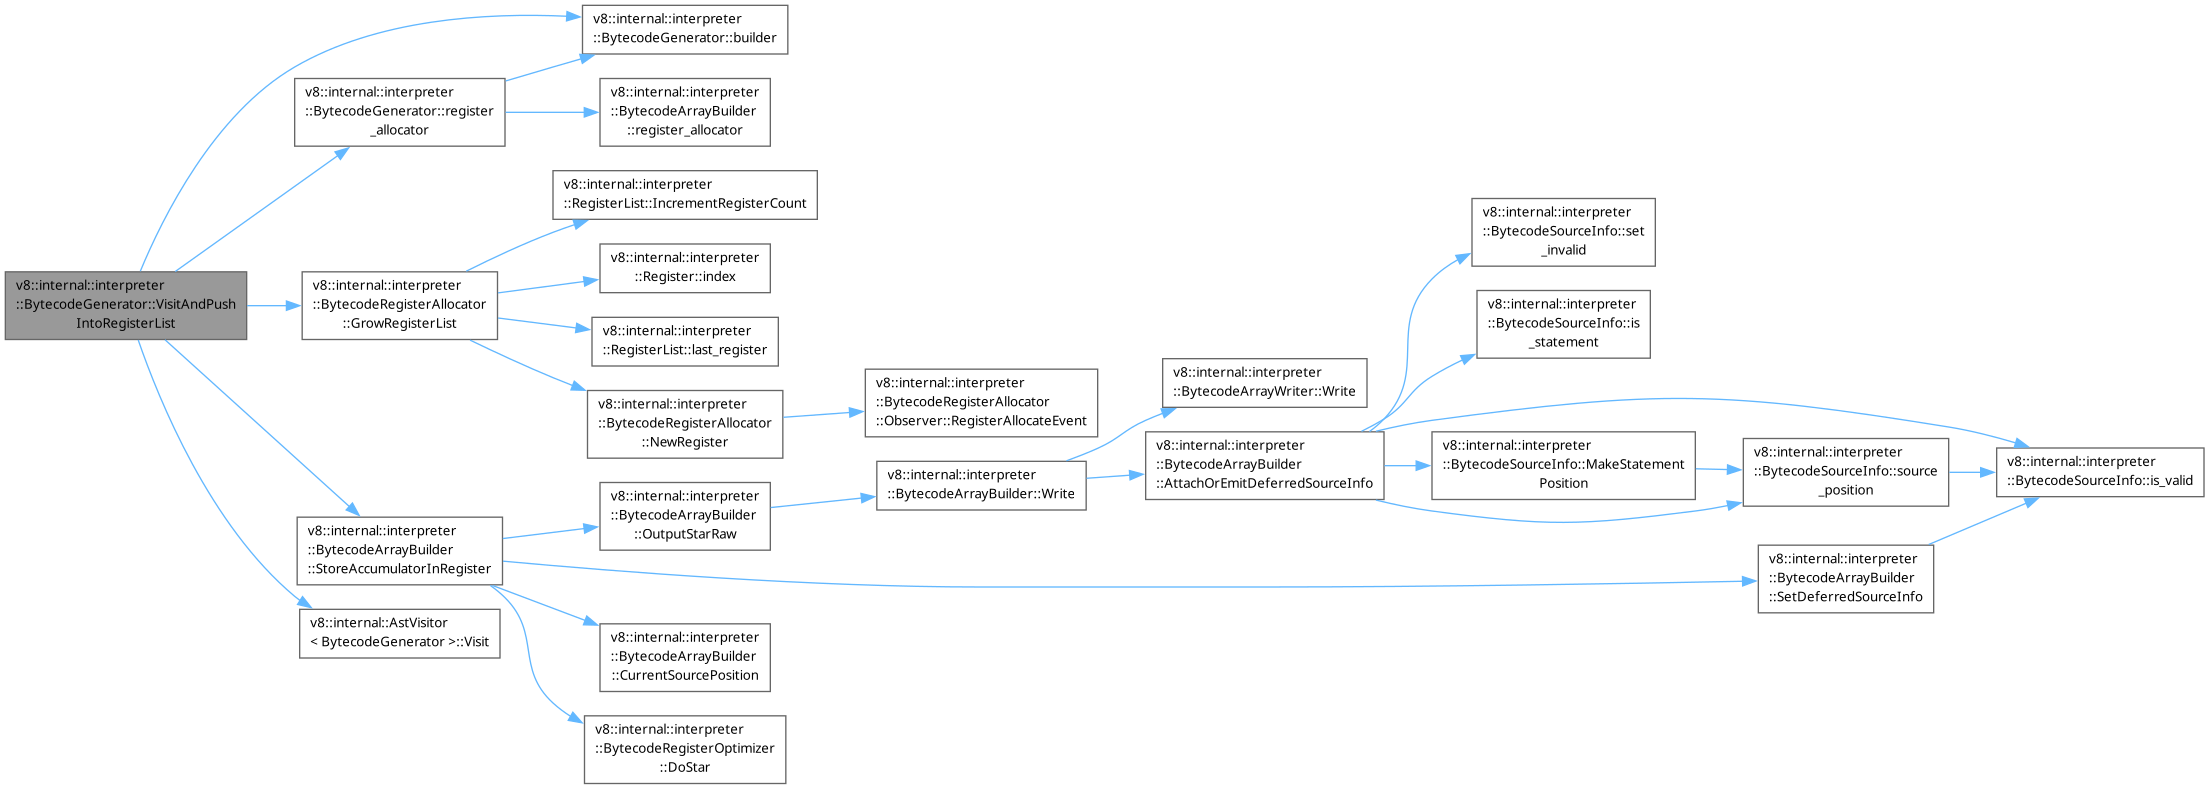 v8::internal::interpreter
::BytecodeGenerator::VisitAndPush
IntoRegisterList
v8::internal::interpreter
::BytecodeGenerator::builder
v8::internal::interpreter
::BytecodeGenerator::register
_allocator
v8::internal::interpreter
::BytecodeArrayBuilder
::register_allocator
v8::internal::interpreter
::BytecodeRegisterAllocator
::GrowRegisterList
v8::internal::interpreter
::RegisterList::IncrementRegisterCount
v8::internal::interpreter
::Register::index
v8::internal::interpreter
::RegisterList::last_register
v8::internal::interpreter
::BytecodeRegisterAllocator
::NewRegister
v8::internal::interpreter
::BytecodeRegisterAllocator
::Observer::RegisterAllocateEvent
v8::internal::interpreter
::BytecodeArrayBuilder
::StoreAccumulatorInRegister
v8::internal::interpreter
::BytecodeArrayBuilder
::OutputStarRaw
v8::internal::interpreter
::BytecodeArrayBuilder::Write
v8::internal::interpreter
::BytecodeArrayWriter::Write
v8::internal::interpreter
::BytecodeArrayBuilder
::AttachOrEmitDeferredSourceInfo
v8::internal::interpreter
::BytecodeSourceInfo::set
_invalid
v8::internal::interpreter
::BytecodeSourceInfo::is
_statement
v8::internal::interpreter
::BytecodeSourceInfo::MakeStatement
Position
v8::internal::interpreter
::BytecodeSourceInfo::source
_position
v8::internal::interpreter
::BytecodeSourceInfo::is_valid
v8::internal::interpreter
::BytecodeArrayBuilder
::SetDeferredSourceInfo
v8::internal::interpreter
::BytecodeArrayBuilder
::CurrentSourcePosition
v8::internal::interpreter
::BytecodeRegisterOptimizer
::DoStar
v8::internal::AstVisitor
< BytecodeGenerator >::Visit